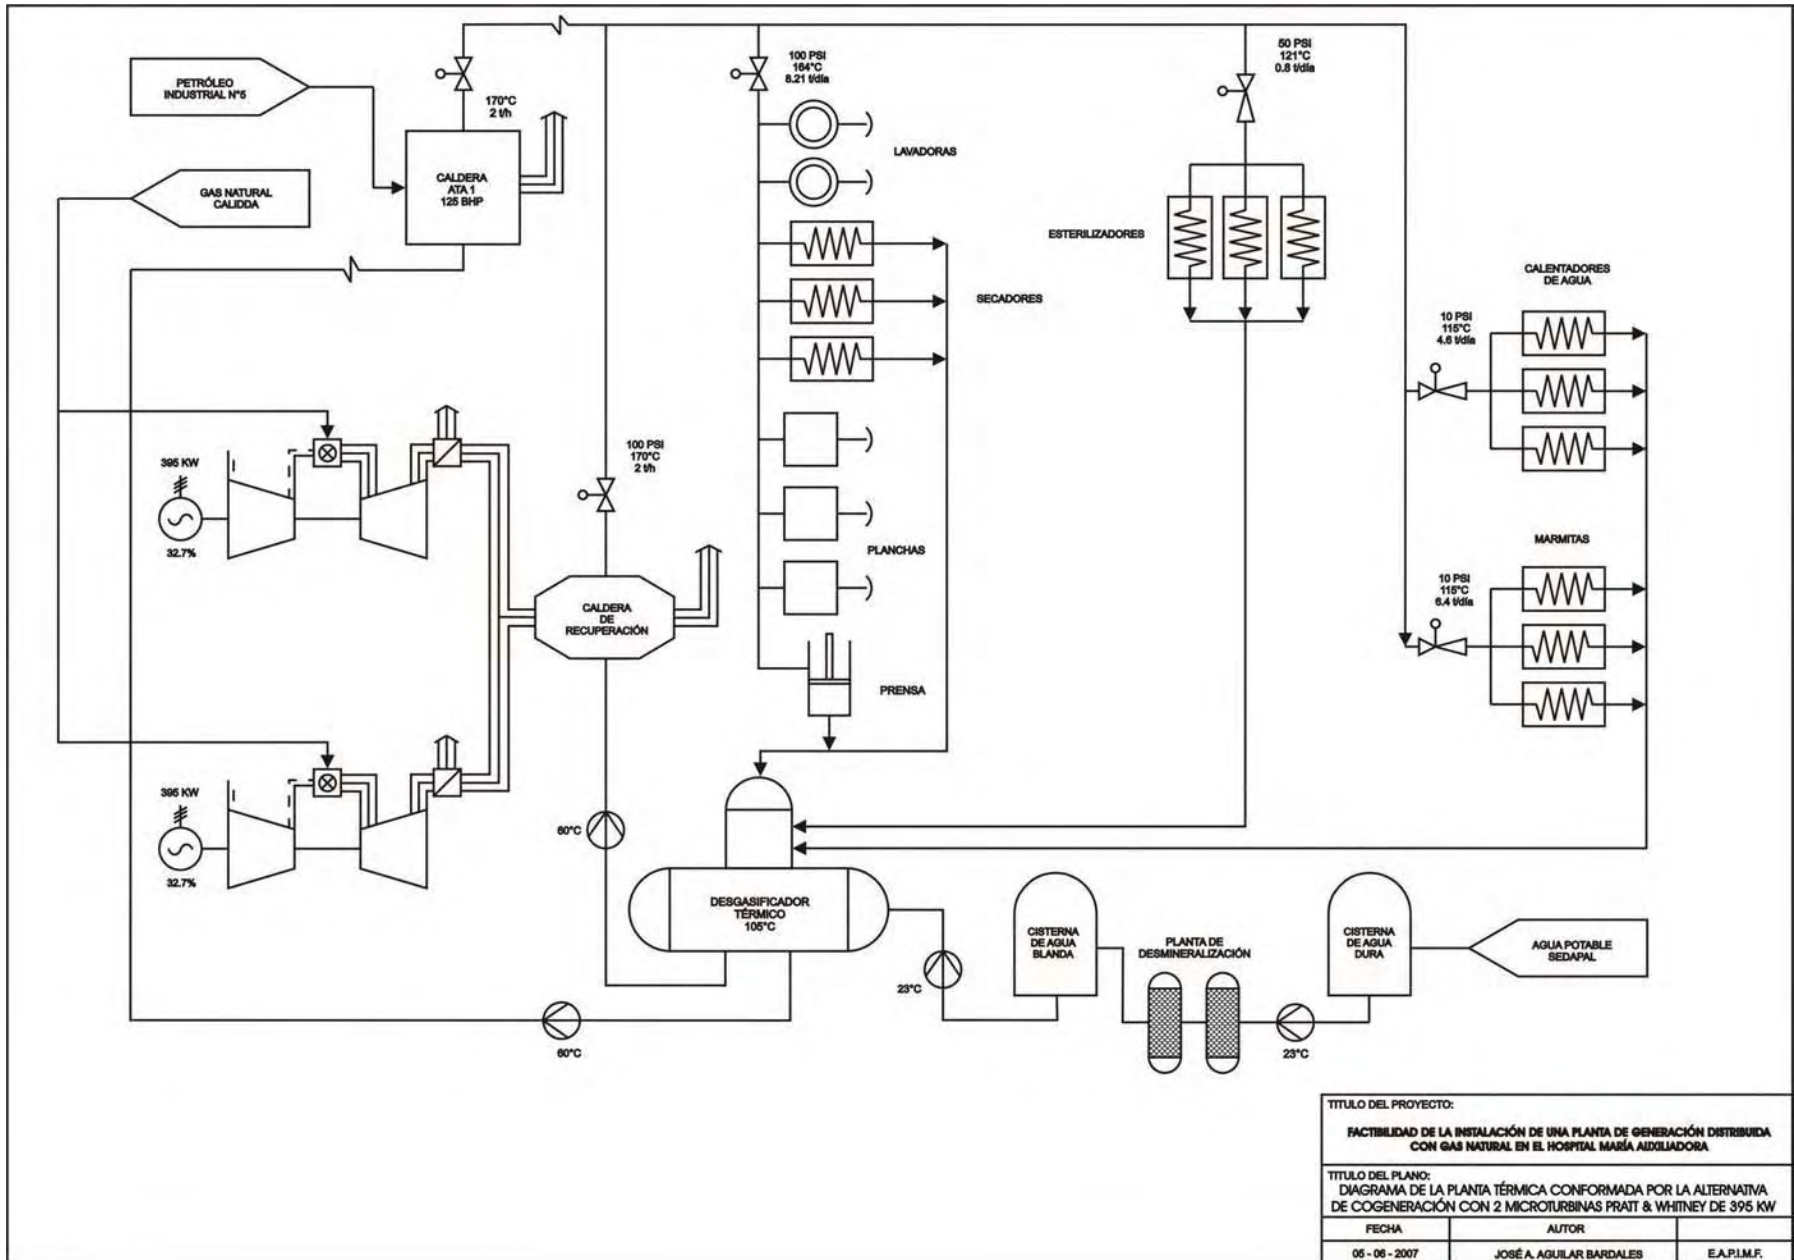 PETRÓLEO
INDUSTRIAL N°5
GAS NATURAL
CALIDDA
170°C
2 t/h
CALDERA
ATA 1
125 BHP
100 PSI
164°C
8.21 t/día
LAVADORAS
SECADORES
PLANCHAS
PRENSA
50 PSI
121°C
0.8 t/día
ESTERILIZADORES
CALENTADORES
DE AGUA
10 PSI
115°C
4.6 t/día
MARMITAS
10 PSI
115°C
6.4 t/día
395 KW
32.7%
100 PSI
170°C
2 t/h
CALDERA
DE
RECUPERACIÓN
395 KW
32.7%
60°C
DESGASIFICADOR
TÉRMICO
105°C
60°C
23°C
CISTERNA
DE AGUA
BLANDA
PLANTA DE
DESMINERALIZACIÓN
23°C
CISTERNA
DE AGUA
DURA
AGUA POTABLE
SEDAPAL
TITULO DEL PROYECTO:
FACTIBILIDAD DE LA INSTALACIÓN DE UNA PLANTA DE GENERACIÓN DISTRIBUIDA
CON GAS NATURAL EN EL HOSPITAL MARÍA AUXILIADORA
TITULO DEL PLANO:
DIAGRAMA DE LA PLANTA TÉRMICA CONFORMADA POR LA ALTERNATIVA
DE COGENERACIÓN CON 2 MICROTURBINAS PRATT & WHITNEY DE 395 KW
FECHA
AUTOR
05 - 06 - 2007
JOSÉ A. AGUILAR BARDALES
E.A.P.I.M.F.